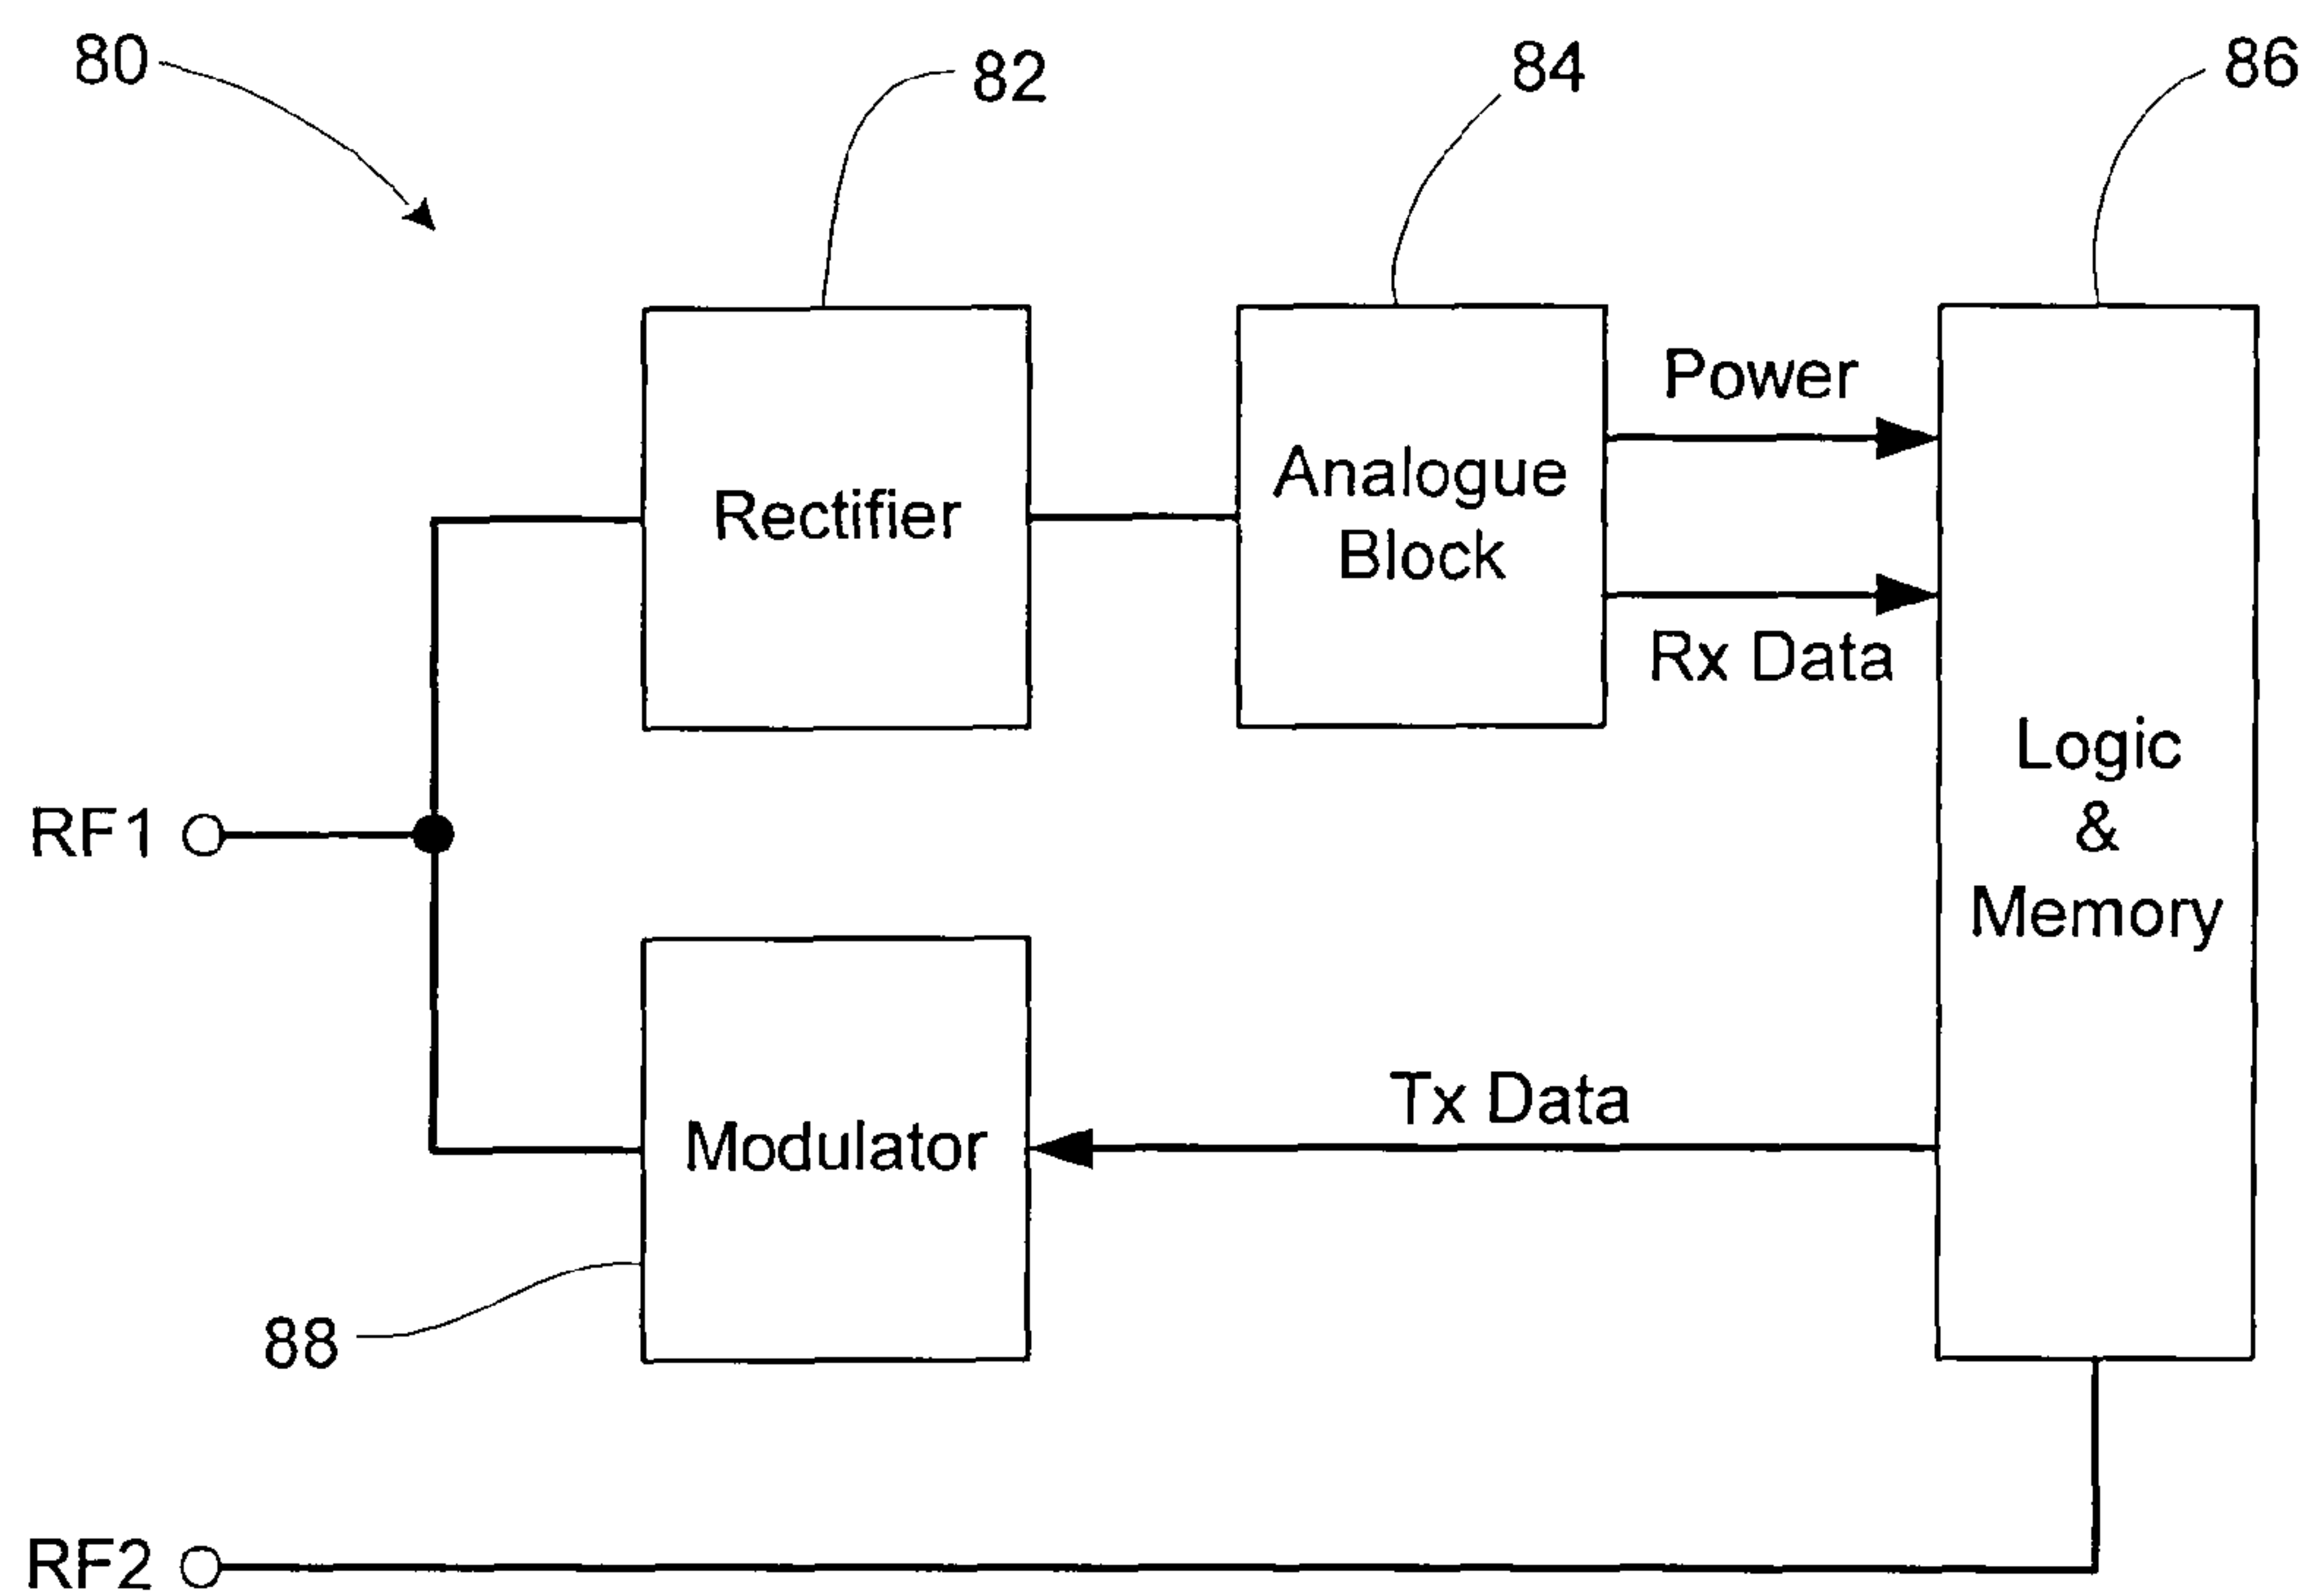 80
82
84
86
Power
Rectifier
Analogue
Block
Rx Data
Logic
&
Memory
RF1
Modulator
Tx Data
88
RF2